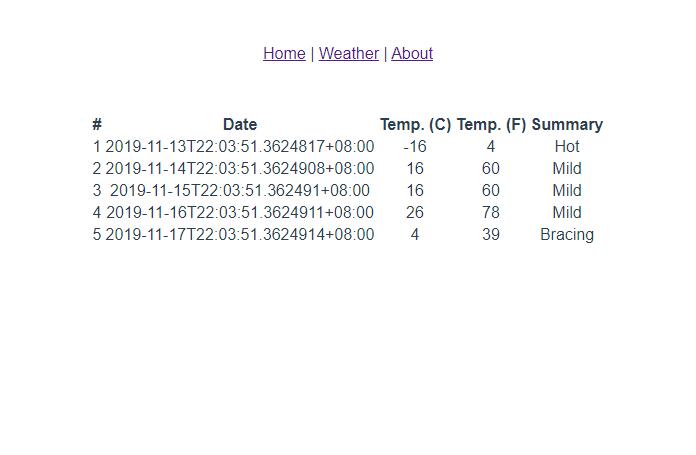 Home | Weather | About
# Date Temp. (C) Temp. (F) Summary
1 2019-11-13T22:03:51.3624817+08:00 -16 4 Hot
2 2019-11-14T22:03:51.3624908+08:00 16 60 Mild
3 2019-11-15T22:03:51.362491+08:00 16 60 Mild
4 2019-11-16T22:03:51.3624911+08:00 26 78 Mild
5 2019-11-17T22:03:51.3624914+08:00 4 39 Bracing